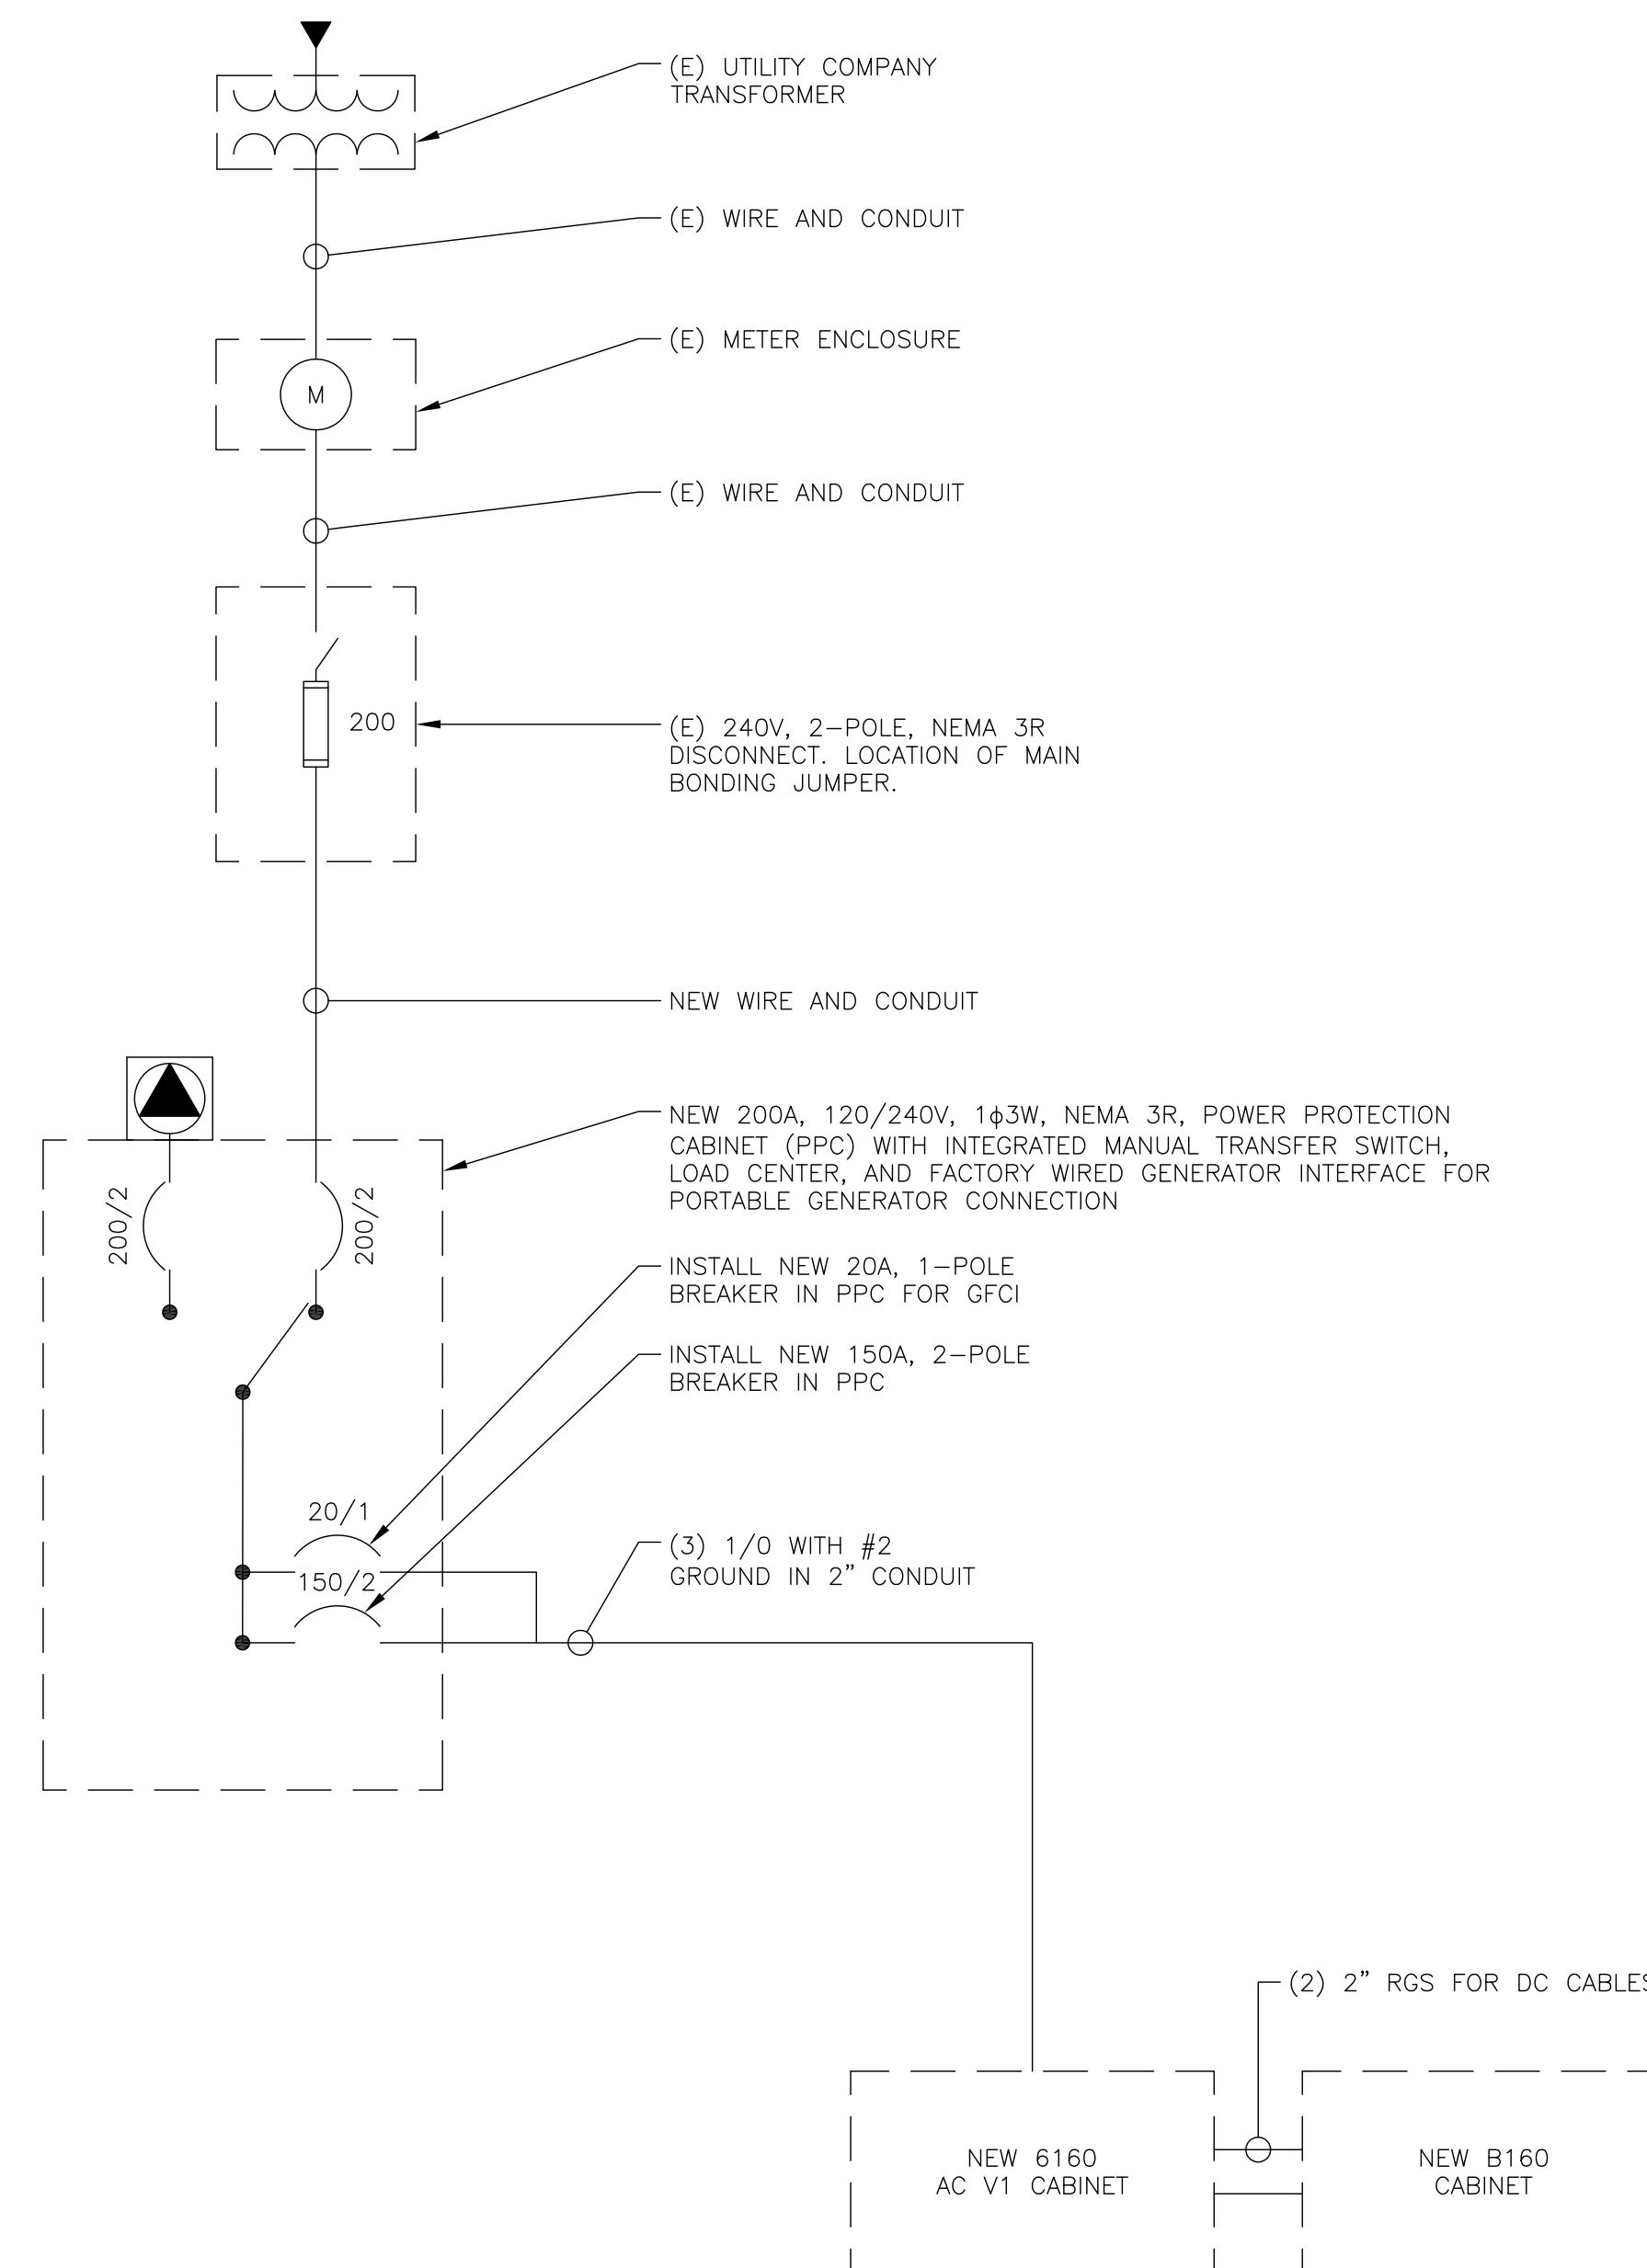 (E) UTILITY COMPANY
TRANSFORMER
(E) WIRE AND CONDUIT
(E) METER ENCLOSURE
M
(E) WIRE AND CONDUIT
200
(E) 240V, 2-POLE, NEMA 3R
DISCONNECT. LOCATION OF MAIN
BONDING JUMPER.
NEW WIRE AND CONDUIT
NEW 200A, 120/240V, 1ϕ3W, NEMA 3R, POWER PROTECTION
CABINET (PPC) WITH INTEGRATED MANUAL TRANSFER SWITCH,
LOAD CENTER, AND FACTORY WIRED GENERATOR INTERFACE FOR
PORTABLE GENERATOR CONNECTION
200/2
200/2
INSTALL NEW 20A, 1-POLE
BREAKER IN PPC FOR GFCI
INSTALL NEW 150A, 2-POLE
BREAKER IN PPC
20/1
150/2
(3) 1/0 WITH #2
GROUND IN 2" CONDUIT
(2) 2" RGS FOR DC CABLES
NEW 6160
AC V1 CABINET
NEW B160
CABINET